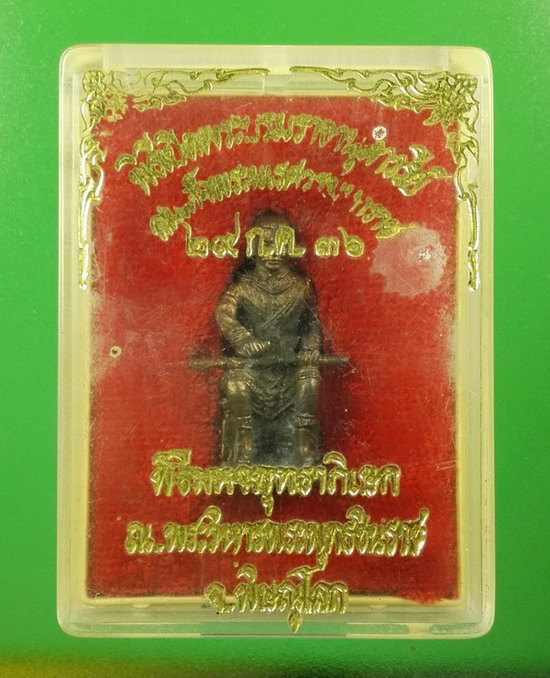 พิธีเปิดพระบรมราชานุสาวรีย์
สมเด็จพระนเรศวรมหาราช
๒๙ ก.ค. ๓๖
พิธีมหาพุทธาภิเษก
ณ.พระวิหารพระพุทธชินราช
จ.พิษณุโลก